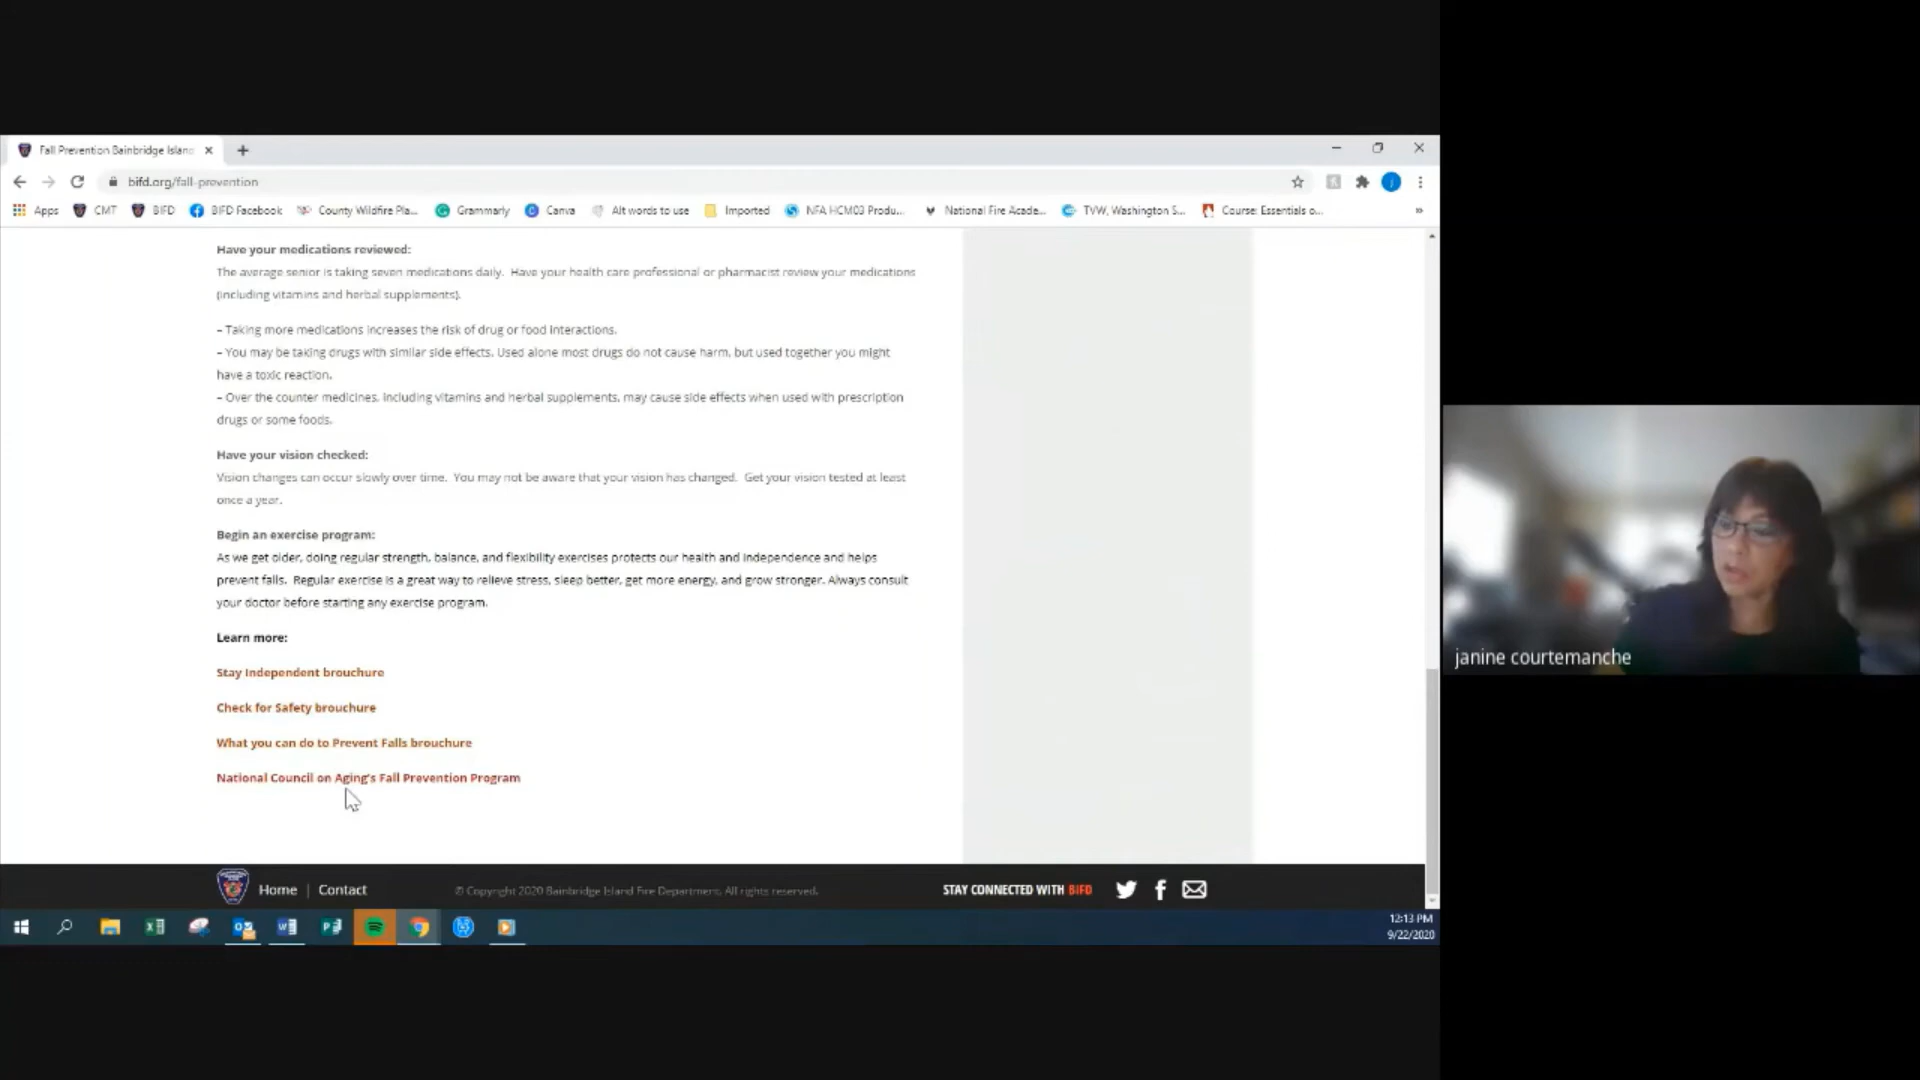 Fall Prevention Bainbridge Island
bifd.org/fall-prevention
Apps CMT BIFD BIFD Facebook County Wildfire Pla... Grammarly Canva Alt words to use Imported NFA HCM03 Produ... National Fire Acade... TVW, Washington S... Course: Essentials o... »
Have your medications reviewed:
The average senior is taking seven medications daily. Have your health care professional or pharmacist review your medications
(including vitamins and herbal supplements).
– Taking more medications increases the risk of drug or food interactions.
– You may be taking drugs with similar side effects. Used alone most drugs do not cause harm, but used together you might
have a toxic reaction.
– Over the counter medicines, including vitamins and herbal supplements, may cause side effects when used with prescription
drugs or some foods.
Have your vision checked:
Vision changes can occur slowly over time. You may not be aware that your vision has changed. Get your vision tested at least
once a year.
Begin an exercise program:
As we get older, doing regular strength, balance, and flexibility exercises protects our health and independence and helps
prevent falls. Regular exercise is a great way to relieve stress, sleep better, get more energy, and grow stronger. Always consult
your doctor before starting any exercise program.
Learn more:
Stay Independent brouchure
Check for Safety brouchure
What you can do to Prevent Falls brouchure
National Council on Aging's Fall Prevention Program
janine courtemanche
Home | Contact © Copyright 2020 Bainbridge Island Fire Department. All rights reserved. STAY CONNECTED WITH BIFD
12:13 PM
9/22/2020